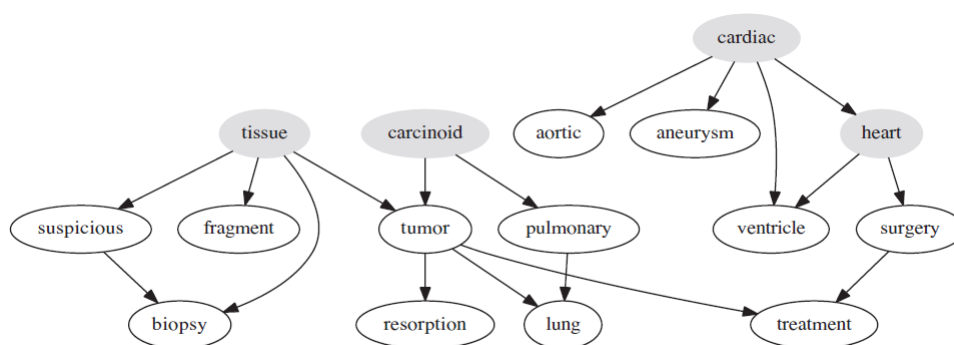 cardiac
tissue
carcinoid
aortic
aneurysm
heart
suspicious
fragment
tumor
pulmonary
ventricle
surgery
biopsy
resorption
lung
treatment